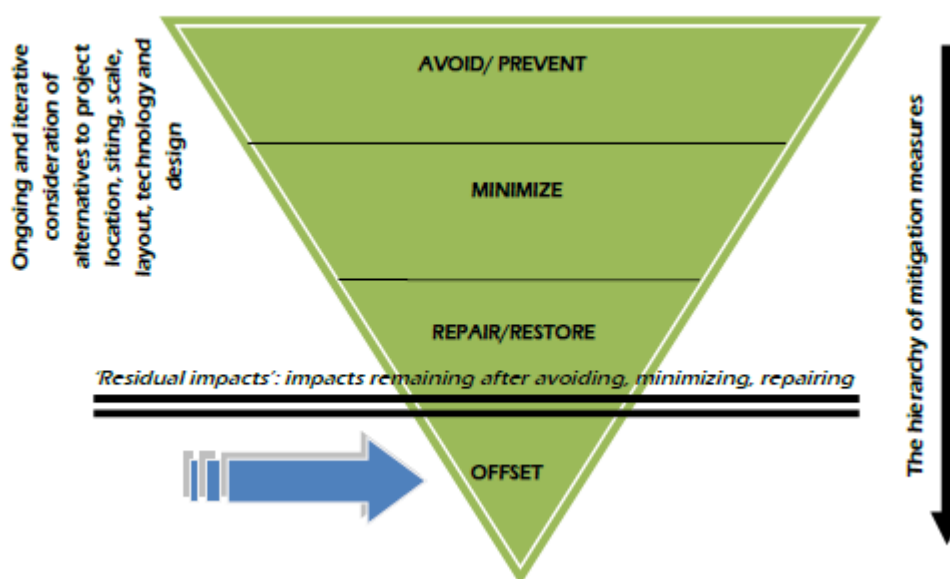 Ongoing and iterative
consideration of
alternatives to project
location, siting, scale,
layout, technology and
design
AVOID/ PREVENT
MINIMIZE
REPAIR/RESTORE
'Residual impacts': impacts remaining after avoiding, minimizing, repairing
OFFSET
The hierarchy of mitigation measures